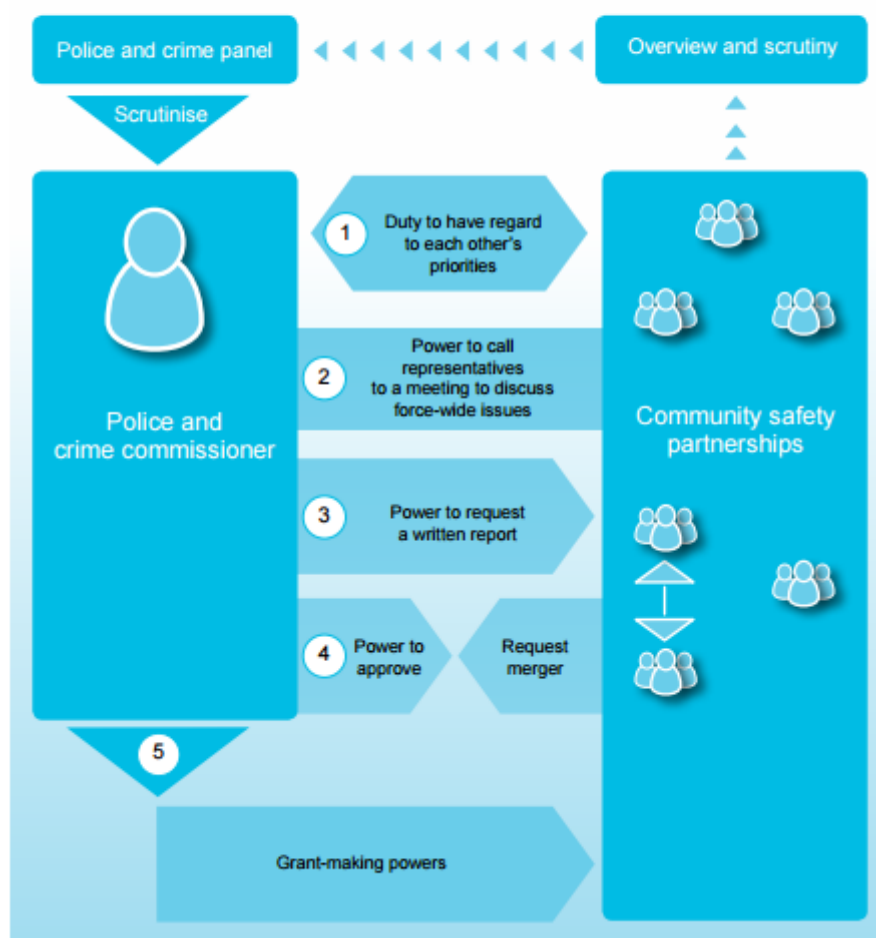 Police and crime panel
Overview and scrutiny
Scrutinise
1
Duty to have regard
to each other's
priorities
2
Power to call
representatives
to a meeting to discuss
force-wide issues
Police and
crime commissioner
Community safety
partnerships
3
Power to request
a written report
4
Power to
approve
Request
merger
5
Grant-making powers